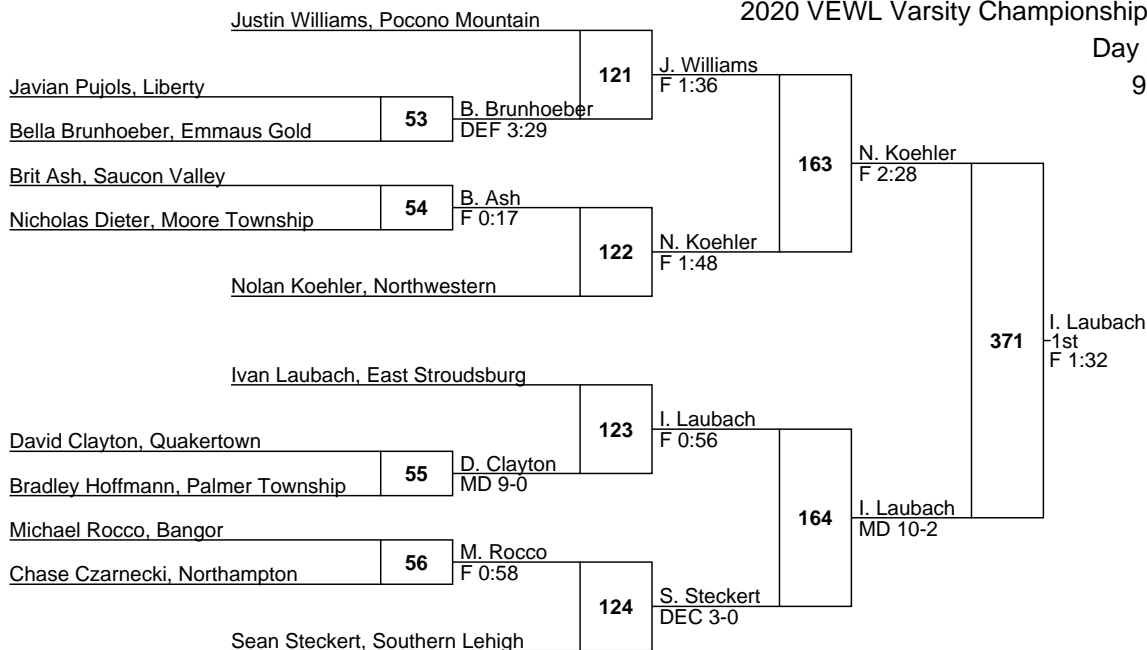 2020 VEWL Varsity Championship
Day
9
Justin Williams, Pocono Mountain
121
J. Williams
F 1:36
Javian Pujols, Liberty
53
B. Brunhoeber
DEF 3:29
Bella Brunhoeber, Emmaus Gold
163
N. Koehler
F 2:28
Brit Ash, Saucon Valley
54
B. Ash
F 0:17
Nicholas Dieter, Moore Township
122
N. Koehler
F 1:48
Nolan Koehler, Northwestern
371
I. Laubach
1st
F 1:32
Ivan Laubach, East Stroudsburg
123
I. Laubach
F 0:56
David Clayton, Quakertown
55
D. Clayton
MD 9-0
Bradley Hoffmann, Palmer Township
164
I. Laubach
MD 10-2
Michael Rocco, Bangor
56
M. Rocco
F 0:58
Chase Czarnecki, Northampton
124
S. Steckert
DEC 3-0
Sean Steckert, Southern Lehigh